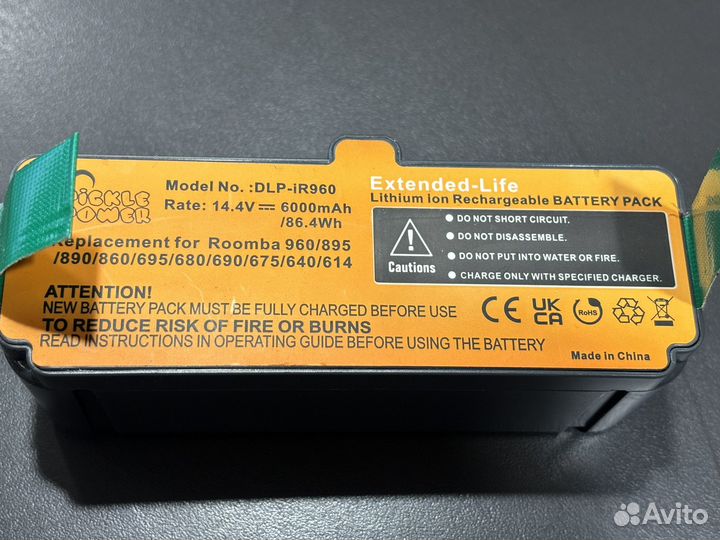 ICKLE
POWER
Model No. :DLP-iR960
Rate: 14.4V 6000mAh
/86.4Wh
Replacement for Roomba 960/895
/890/860/695/680/690/675/640/614
Extended-Life
Lithium ion Rechargeable BATTERY PACK
Cautions
● DO NOT SHORT CIRCUIT.
● DO NOT DISASSEMBLE.
● DO NOT PUT INTO WATER OR FIRE.
● CHARGE ONLY WITH SPECIFIED CHARGER.
ATTENTION!
NEW BATTERY PACK MUST BE FULLY CHARGED BEFORE USE
TO REDUCE RISK OF FIRE OR BURNS
READ INSTRUCTIONS IN OPERATING GUIDE BEFORE USING THE BATTERY
CE UK CA RoHS
Made in China
Avito